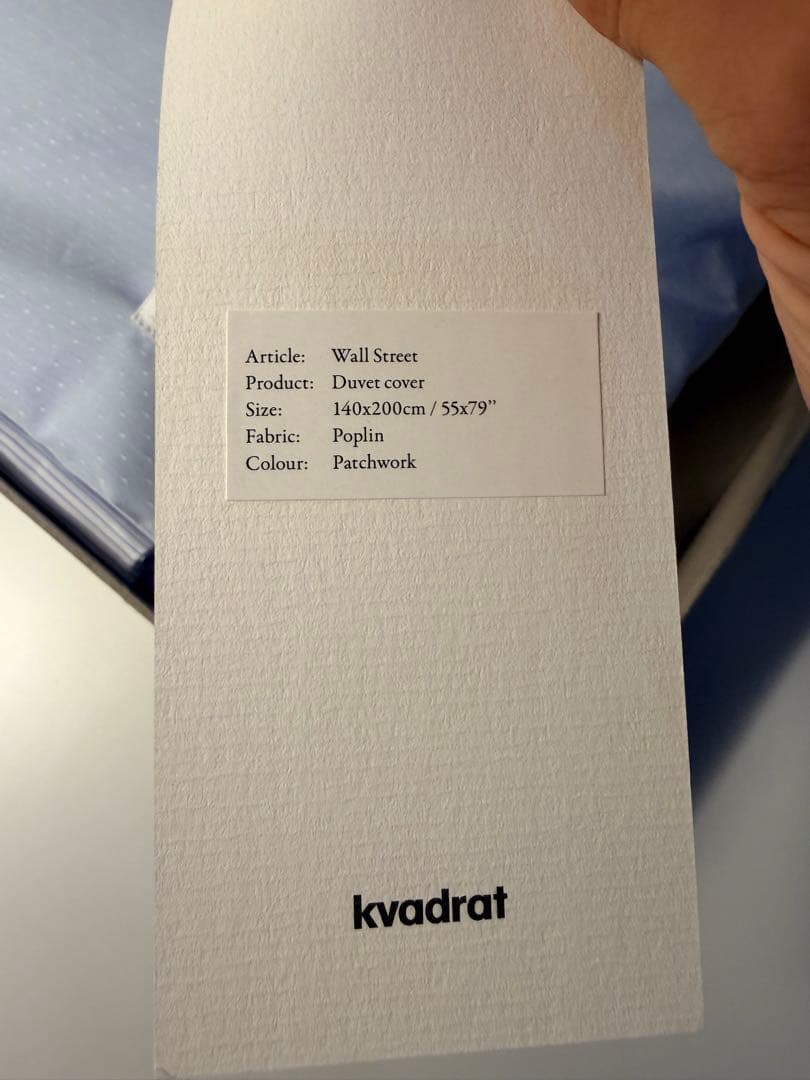 Article: Wall Street
Product: Duvet cover
Size: 140x200cm / 55x79”
Fabric: Poplin
Colour: Patchwork
kvadrat